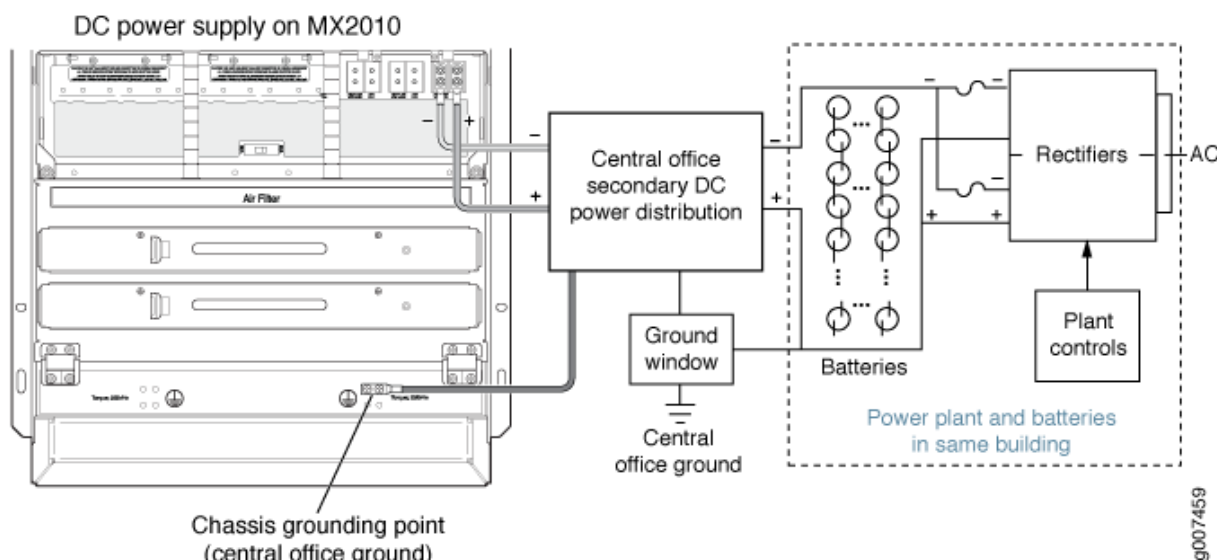 DC power supply on MX2010
Central office
secondary DC
power distribution
Rectifiers
AC
Air Filter
Ground
window
Central
office ground
Batteries
Plant
controls
Power plant and batteries
in same building
Chassis grounding point
(central office ground)
g007459